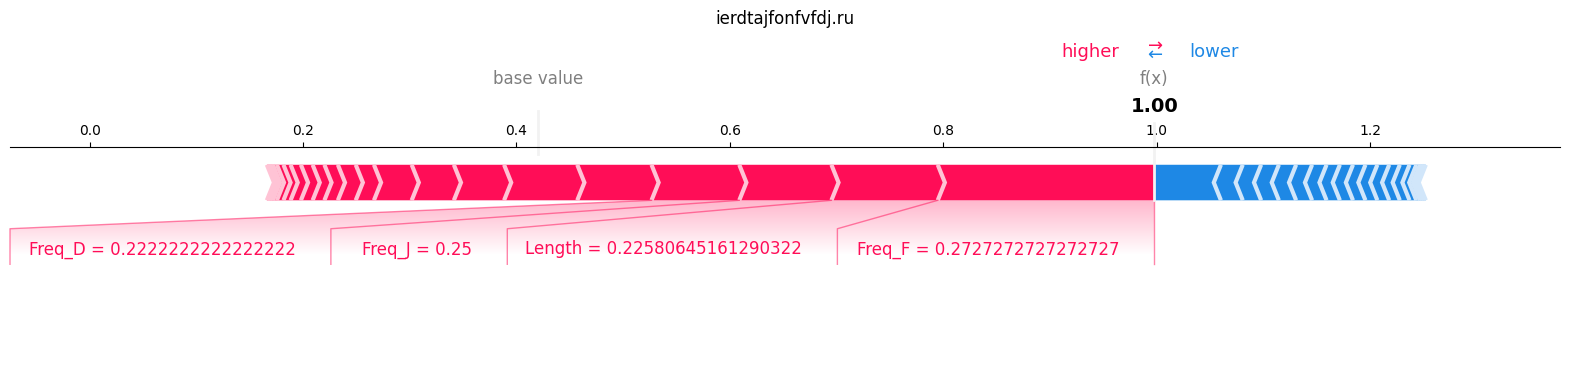 ierdtajfonfvfdj.ru
higher → ← lower
base value f(x)
1.00
0.0 0.2 0.4 0.6 0.8 1.0 1.2
Freq_D = 0.2222222222222222 Freq_J = 0.25 Length = 0.22580645161290322 Freq_F = 0.2727272727272727